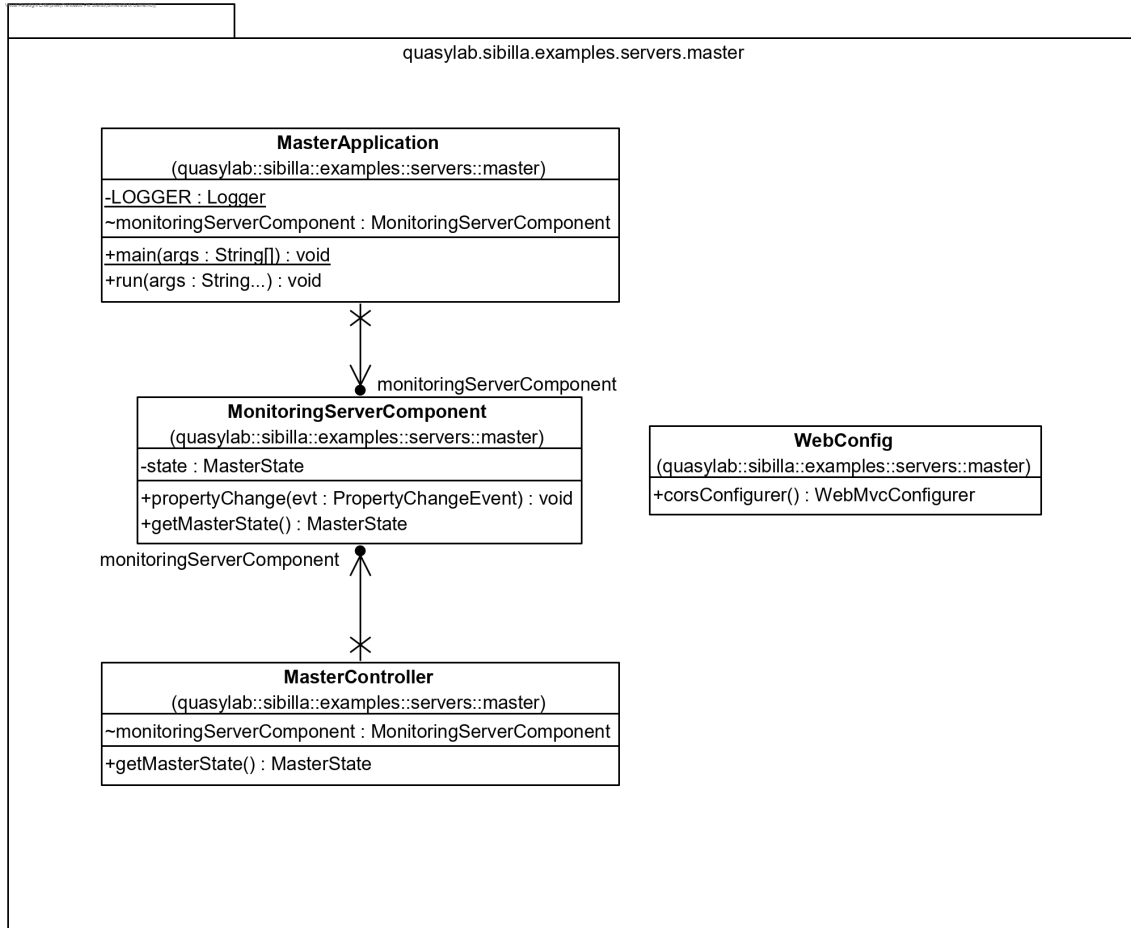 quasylab.sibilla.examples.servers.master
MasterApplication
(quasylab::sibilla::examples::servers::master)
-LOGGER : Logger
~monitoringServerComponent : MonitoringServerComponent
+main(args : String[]) : void
+run(args : String...) : void
monitoringServerComponent
MonitoringServerComponent
(quasylab::sibilla::examples::servers::master)
-state : MasterState
+propertyChange(evt : PropertyChangeEvent) : void
+getMasterState() : MasterState
WebConfig
(quasylab::sibilla::examples::servers::master)
+corsConfigurer() : WebMvcConfigurer
monitoringServerComponent
MasterController
(quasylab::sibilla::examples::servers::master)
~monitoringServerComponent : MonitoringServerComponent
+getMasterState() : MasterState